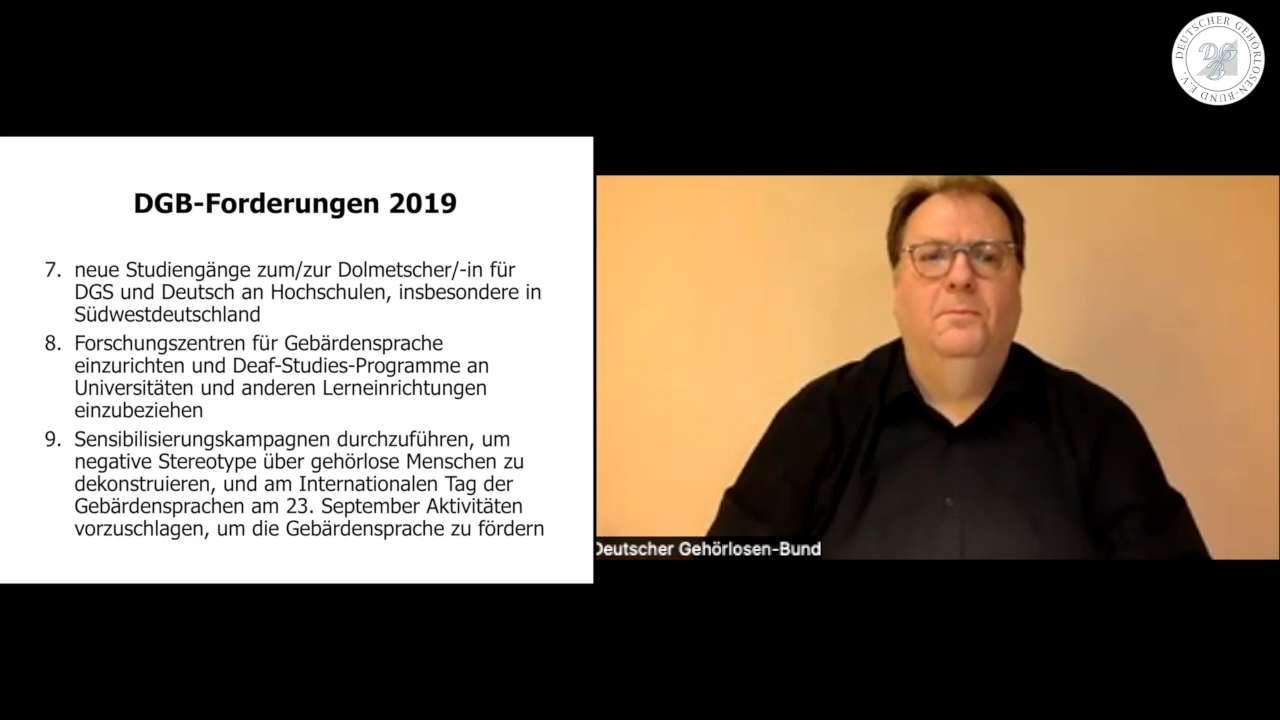 DEUTSCHER GEHÖRLOSEN-BUND E.V.
DGB
DGB-Forderungen 2019
7. neue Studiengänge zum/zur Dolmetscher/-in für
DGS und Deutsch an Hochschulen, insbesondere in
Südwestdeutschland
8. Forschungszentren für Gebärdensprache
einzurichten und Deaf-Studies-Programme an
Universitäten und anderen Lerneinrichtungen
einzubeziehen
9. Sensibilisierungskampagnen durchzuführen, um
negative Stereotype über gehörlose Menschen zu
dekonstruieren, und am Internationalen Tag der
Gebärdensprachen am 23. September Aktivitäten
vorzuschlagen, um die Gebärdensprache zu fördern
Deutscher Gehörlosen-Bund